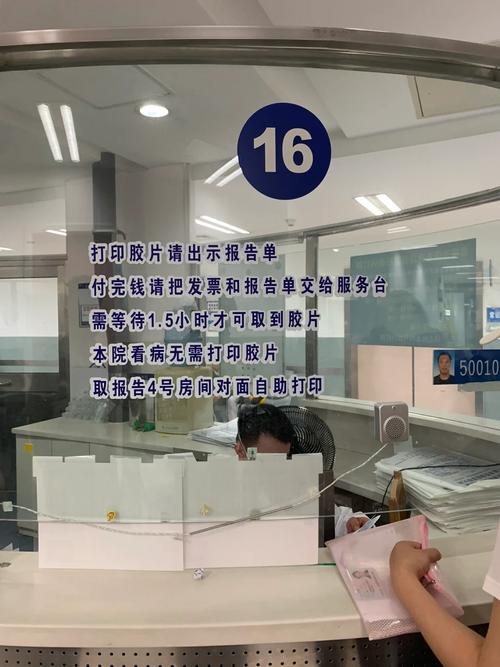 16
打印胶片请出示报告单
付完钱请把发票和报告单交给服务台
需等待1.5小时才可取到胶片
本院看病无需打印胶片
取报告4号房间对面自助打印
50010